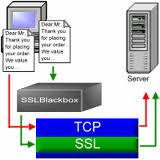 Dear Mr.
Thank you
for placing
your order.
We value
you ...
Dear Mr.
Thank you
for placing
your order.
We value
you ...
Server
SSLBlackbox
TCP
SSL